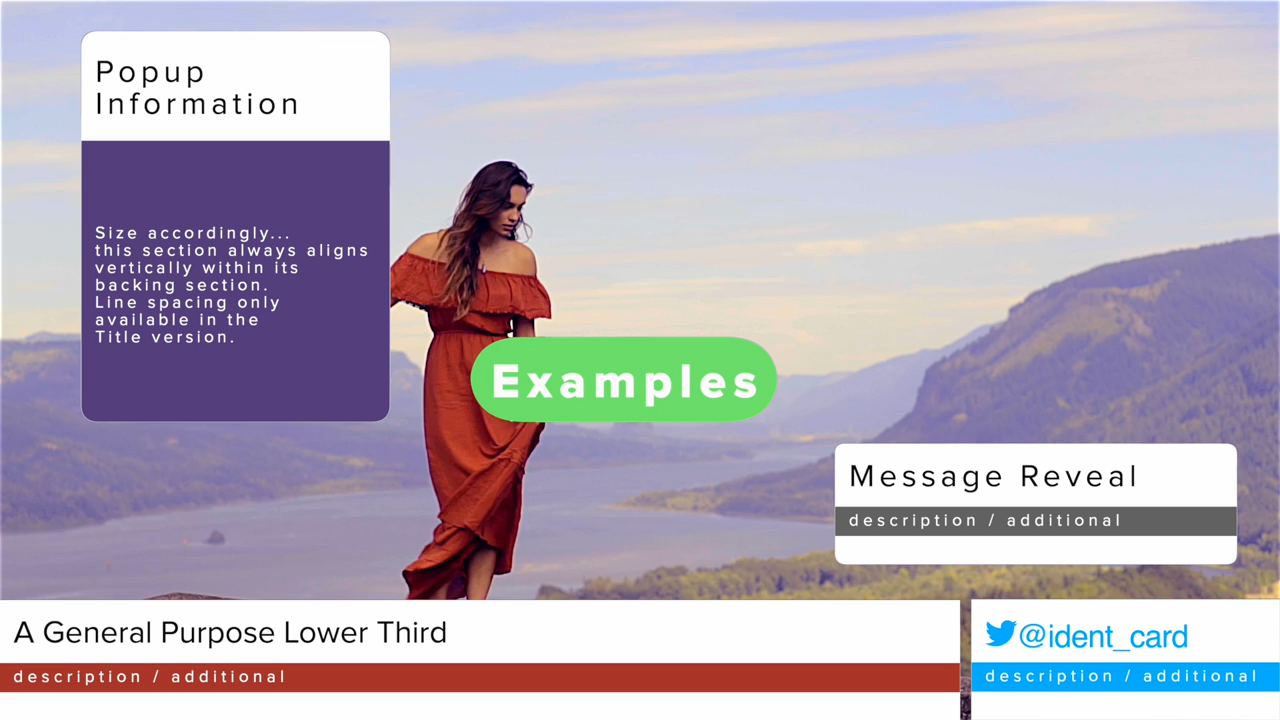 Popup
Information
Size accordingly...
this section always aligns
vertically within its
backing section.
Line spacing only
available in the
Title version.
Examples
Message Reveal
description / additional
A General Purpose Lower Third
description / additional
@ident_card
description / additional